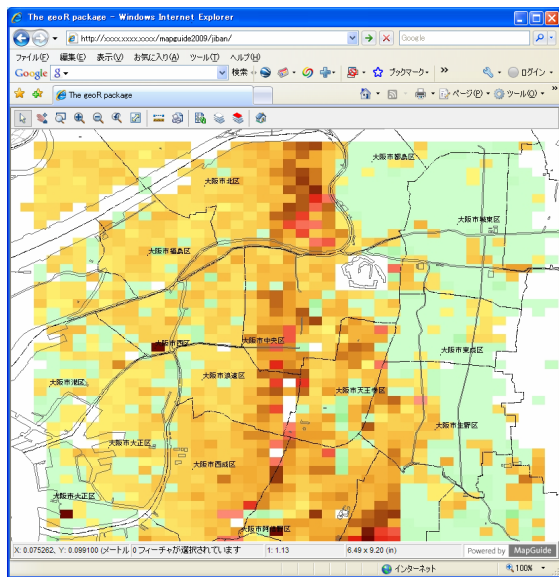 The geoR package - Windows Internet Explorer
http://xxxx.xxxx.xxxx/mapguide2009/jiban/
Google
ファイル(F) 編集(E) 表示(V) お気に入り(A) ツール(T) ヘルプ(H)
Google 検索 ブックマーク ログイン
The geoR package ページ(P) ツール(O)
大阪市都島区
大阪市北区
大阪市城東区
大阪市福島区
大阪市西区 大阪市中央区
大阪市東成区
大阪市港区 大阪市浪速区
大阪市天王寺区
大阪市生野区
大阪市大正区
大阪市西成区
大阪市大正区
X: 0.075262, Y: 0.099100 (メートル) 0フィーチャが選択されています 1: 1.13 6.49 x 9.20 (in) Powered by MapGuide
インターネット 100%